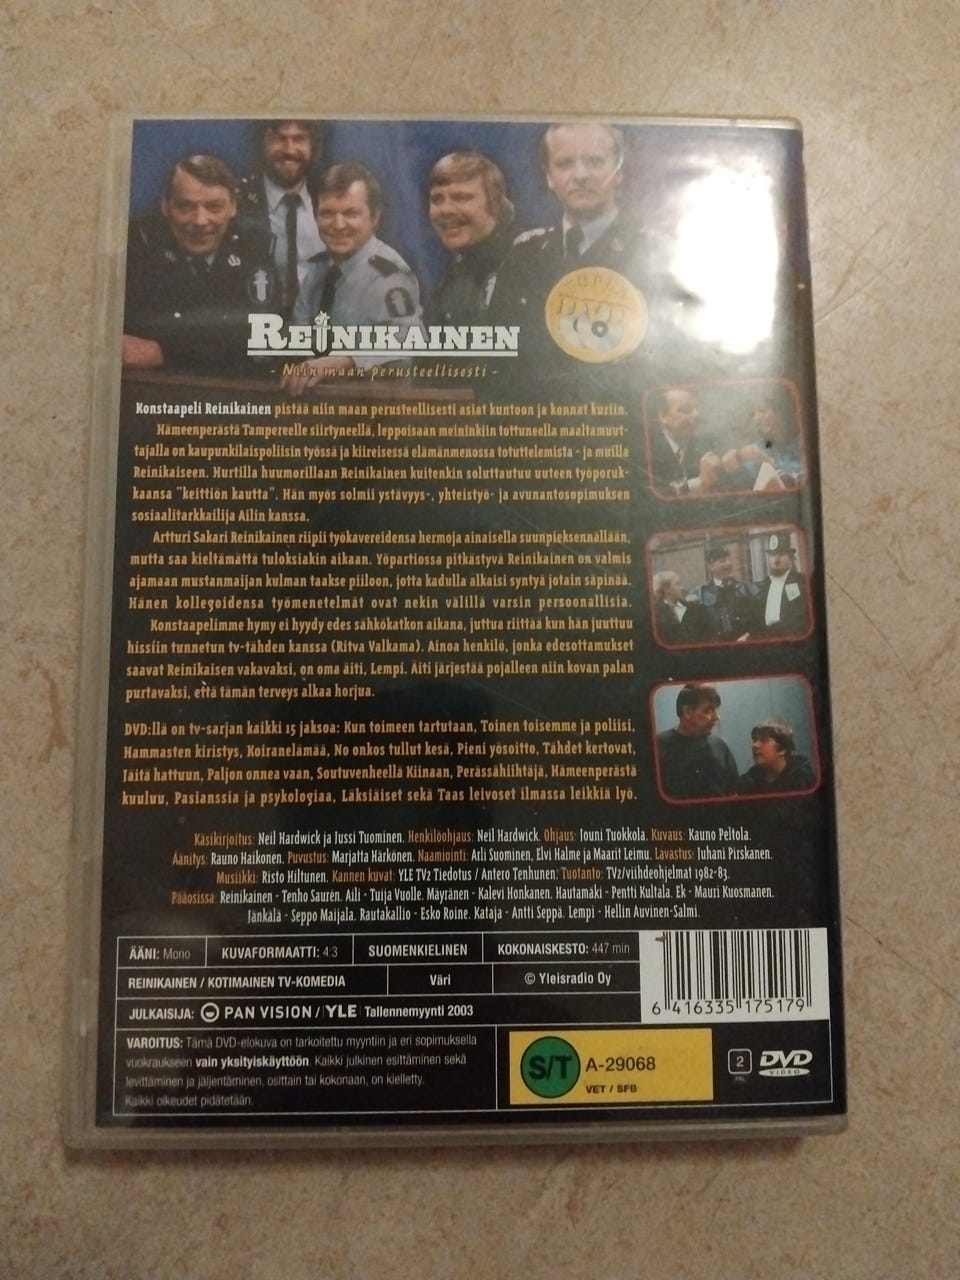 TUPLA
DVD
REINIKAINEN
- Niin maan perusteellisesti -
Konstaapeli Reinikainen pistää niin maan perusteellisesti asiat kuntoon ja konnat kuriin.
Hämeenperästä Tampereelle siirtyneellä, leppoisaan meininkiin tottuneella maaltamuut-
tajalla on kaupunkilaispoliisin työssä ja kiireisessä elämänmenossa totuttelemista - ja muilla
Reinikaiseen. Hurtilla huumorillaan Reinikainen kuitenkin soluttautuu uuteen työporuk-
kaansa "keittiön kautta". Hän myös solmii ystävyys-, yhteistyö- ja avunantosopimuksen
sosiaalitarkkailija Ailin kanssa.
Artturi Sakari Reinikainen riipii työkavereidensa hermoja ainaisella suunpieksennällään,
mutta saa kieltämättä tuloksiakin aikaan. Yöpartiossa pitkästyvä Reinikainen on valmis
ajamaan mustanmaijan kulman taakse piiloon, jotta kadulla alkaisi syntyä jotain säpinää.
Hänen kollegoidensa työmenetelmät ovat nekin välillä varsin persoonallisia.
Konstaapelimme hymy ei hyydy edes sähkökatkon aikana, juttua riittää kun hän juuttuu
hissiin tunnetun tv-tähden kanssa (Ritva Valkama). Ainoa henkilö, jonka edesottamukset
saavat Reinikaisen vakavaksi, on oma äiti, Lempi. Äiti järjestää pojalleen niin kovan palan
purtavaksi, että tämän terveys alkaa horjua.
DVD:llä on tv-sarjan kaikki 15 jaksoa: Kun toimeen tartutaan, Toinen toisemme ja poliisi,
Hammasten kiristys, Koiranelämää, No onkos tullut kesä, Pieni yösoitto, Tähdet kertovat,
Jäitä hattuun, Paljon onnea vaan, Soutuveneellä Kiinaan, Perässähiihtäjä, Hämeenperästä
kuuluu, Pasianssia ja psykologiaa, Läksiäiset sekä Taas leivoset ilmassa leikkiä lyö.
Käsikirjoitus: Neil Hardwick ja Jussi Tuominen. Henkilöohjaus: Neil Hardwick. Ohjaus: Jouni Tuokkola. Kuvaus: Kauno Peltola.
Äänitys: Rauno Haikonen. Puvustus: Marjatta Härkönen. Naamiointi: Arli Suominen, Elvi Halme ja Maarit Leimu. Lavastus: Juhani Pirskanen.
Musiikki: Risto Hiltunen. Kannen kuvat: YLE TV2 Tiedotus / Antero Tenhunen. Tuotanto: TV2/viihdeohjelmat 1982-83.
Pääosissa: Reinikainen - Tenho Saurén. Aili - Tuija Vuolle. Mäyränen - Kalevi Honkanen. Hautamäki - Pentti Kultala. Ek - Mauri Kuosmanen.
Jänkälä - Seppo Maijala. Rautakallio - Esko Roine. Kataja - Antti Seppä. Lempi - Hellin Auvinen-Salmi.
ÄÄNI: Mono KUVAFORMAATTI: 4:3 SUOMENKIELINEN KOKONAISKESTO: 447 min
REINIKAINEN / KOTIMAINEN TV-KOMEDIA Väri © Yleisradio Oy
JULKAISIJA: PAN VISION / YLE Tallennemyynti 2003
6 416335 175179
VAROITUS: Tämä DVD-elokuva on tarkoitettu myyntiin ja eri sopimuksella
vuokraukseen vain yksityiskäyttöön. Kaikki julkinen esittäminen sekä
levittäminen ja jäljentäminen, osittain tai kokonaan, on kielletty.
Kaikki oikeudet pidätetään.
S/T A-29068
VET / SFB
2
PAL
DVD
VIDEO